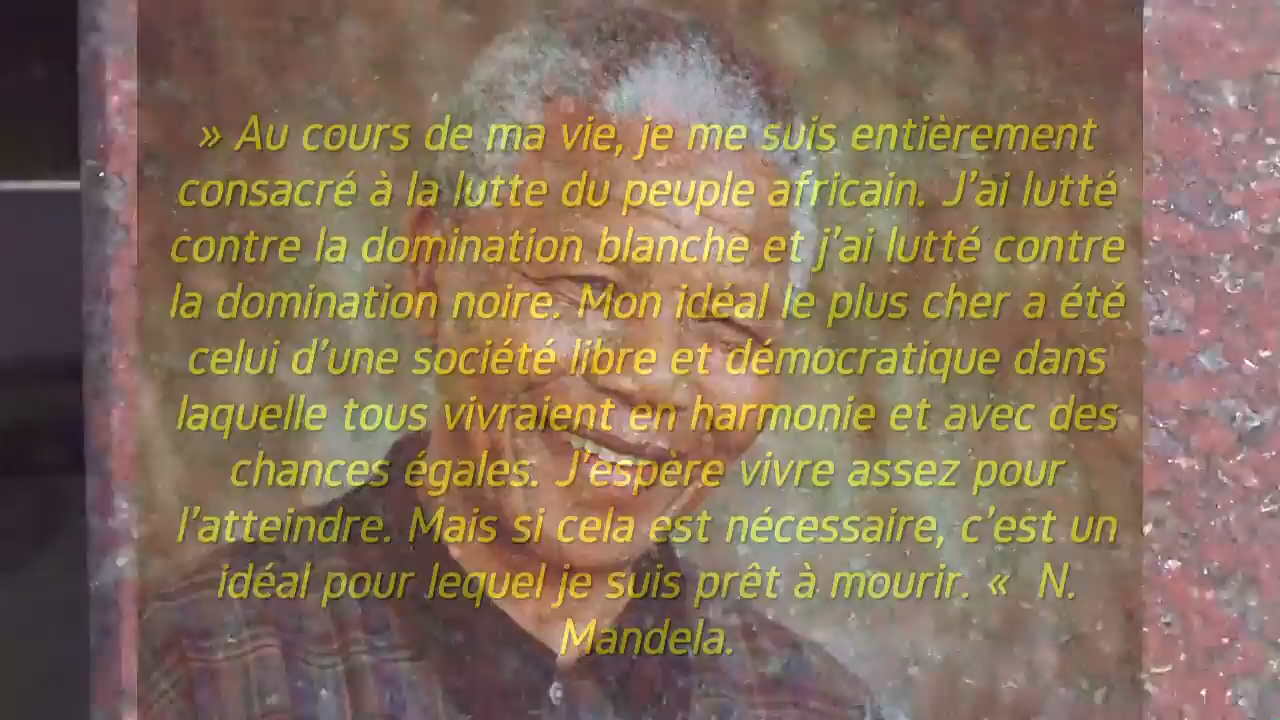 » Au cours de ma vie, je me suis entièrement
consacré à la lutte du peuple africain. J’ai lutté
contre la domination blanche et j’ai lutté contre
la domination noire. Mon idéal le plus cher a été
celui d’une société libre et démocratique dans
laquelle tous vivraient en harmonie et avec des
chances égales. J’espère vivre assez pour
l’atteindre. Mais si cela est nécessaire, c’est un
idéal pour lequel je suis prêt à mourir. « N.
Mandela.